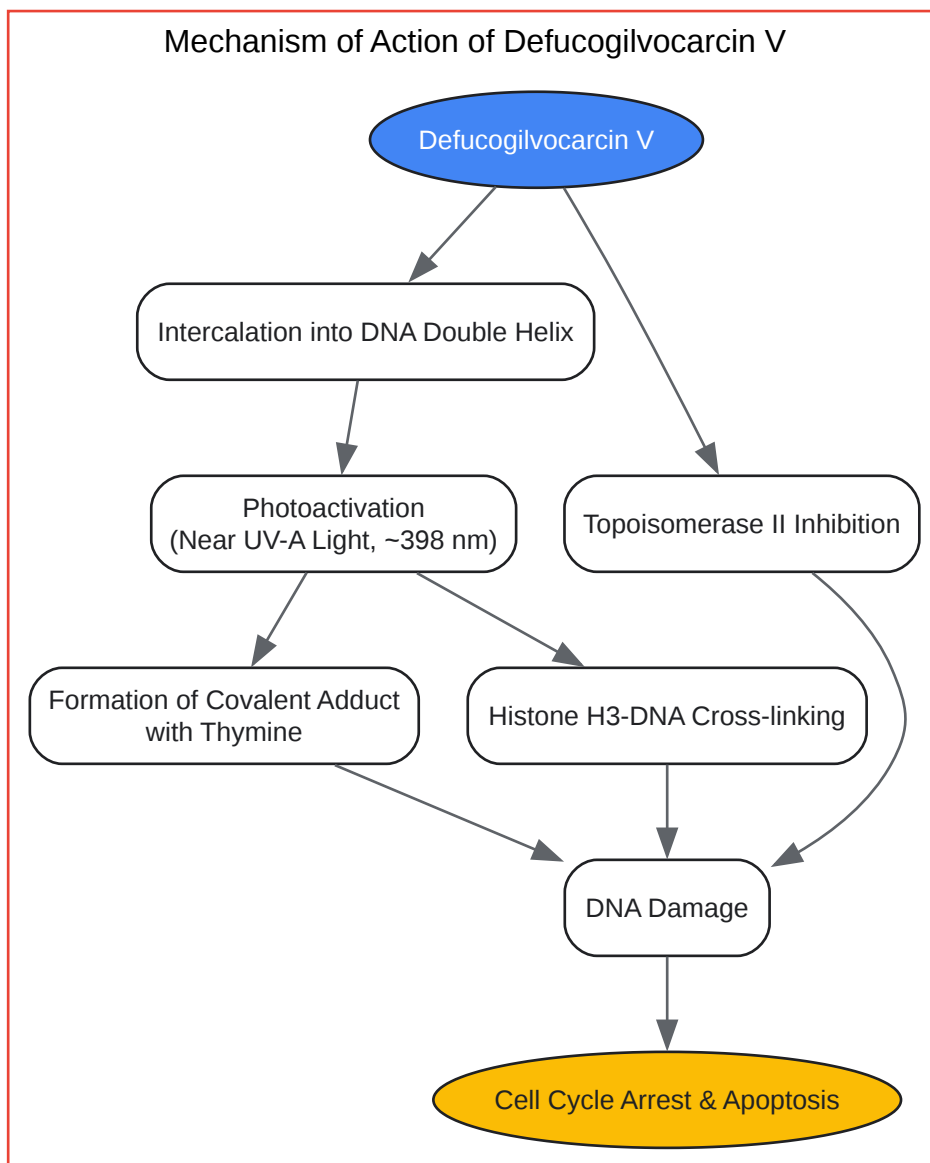 Mechanism of Action of Defucogilvocarcin V
Defucogilvocarcin V
Intercalation into DNA Double Helix
Photoactivation
(Near UV-A Light, ~398 nm)
Topoisomerase II Inhibition
Formation of Covalent Adduct
with Thymine
Histone H3-DNA Cross-linking
DNA Damage
Cell Cycle Arrest & Apoptosis